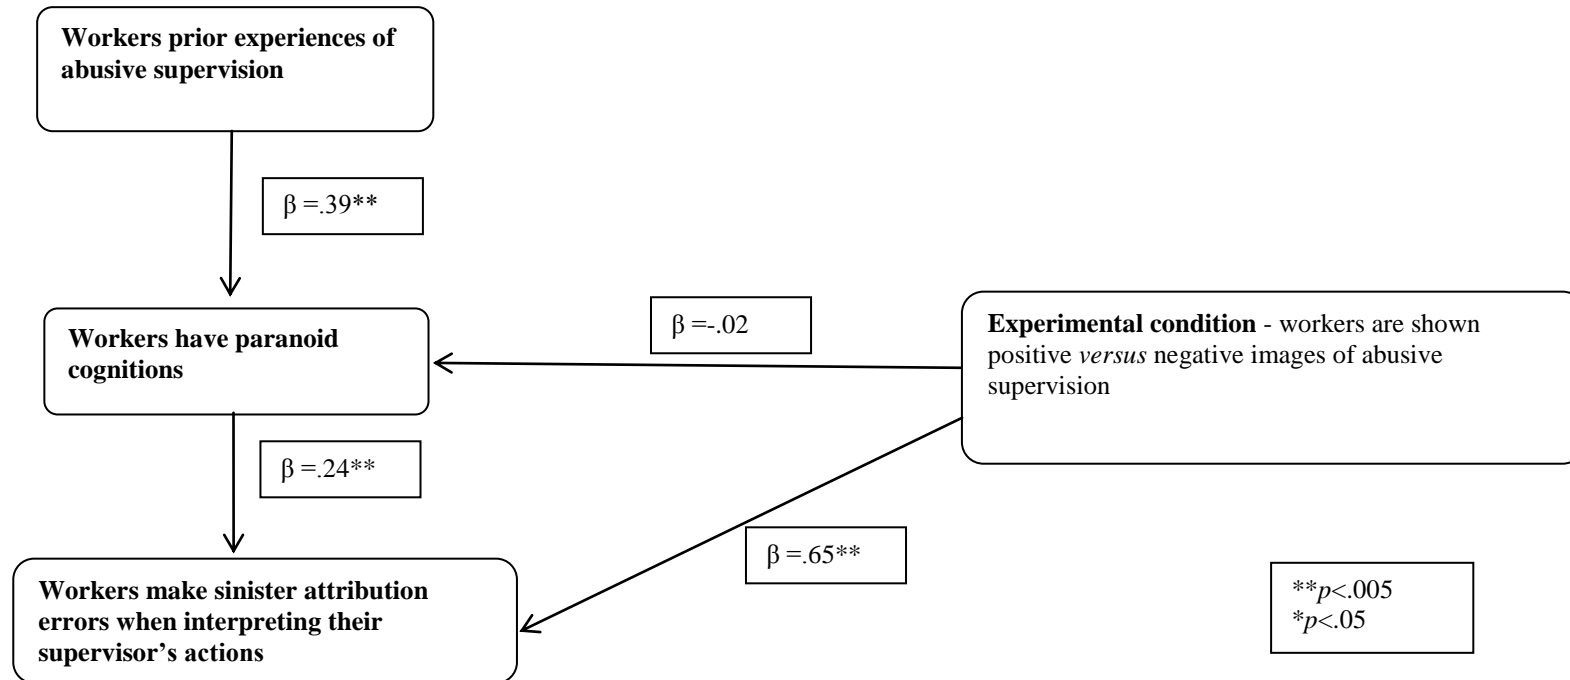 Workers prior experiences of
abusive supervision
β =.39**
Workers have paranoid
cognitions
β =-.02
Experimental condition - workers are shown
positive versus negative images of abusive
supervision
β =.24**
β =.65**
Workers make sinister attribution
errors when interpreting their
supervisor’s actions
**p<.005
*p<.05